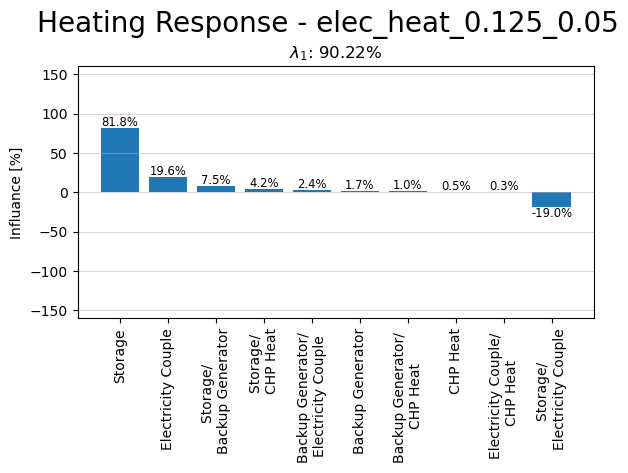 Heating Response - elec_heat_0.125_0.05
λ₁: 90.22%
Influance [%]
150
100
50
0
−50
−100
−150
81.8%
19.6%
7.5%
4.2%
2.4%
1.7%
1.0%
0.5%
0.3%
-19.0%
Storage
Electricity Couple
Storage/
Backup Generator
Storage/
CHP Heat
Backup Generator/
Electricity Couple
Backup Generator
Backup Generator/
CHP Heat
CHP Heat
Electricity Couple/
CHP Heat
Storage/
Electricity Couple